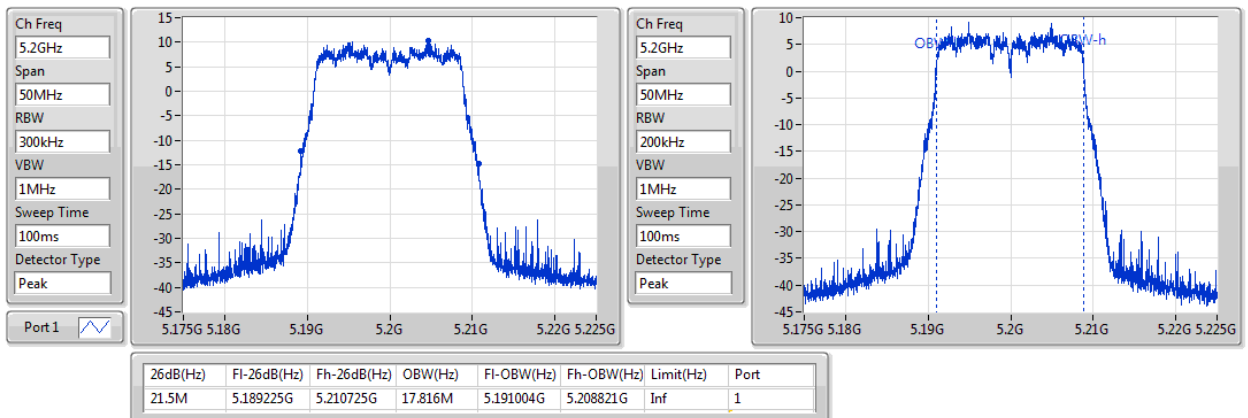 Ch Freq
5.2GHz
Span
50MHz
RBW
300kHz
VBW
1MHz
Sweep Time
100ms
Detector Type
Peak
Port 1
15
10
5
0
-5
-10
-15
-20
-25
-30
-35
-40
-45
5.175G 5.18G 5.19G 5.2G 5.21G 5.22G 5.225G
Ch Freq
5.2GHz
Span
50MHz
RBW
200kHz
VBW
1MHz
Sweep Time
100ms
Detector Type
Peak
10
5
0
-5
-10
-15
-20
-25
-30
-35
-40
-45
5.175G 5.18G 5.19G 5.2G 5.21G 5.22G 5.225G
26dB(Hz) Fl-26dB(Hz) Fh-26dB(Hz) OBW(Hz) Fl-OBW(Hz) Fh-OBW(Hz) Limit(Hz) Port
21.5M 5.189225G 5.210725G 17.816M 5.191004G 5.208821G Inf 1